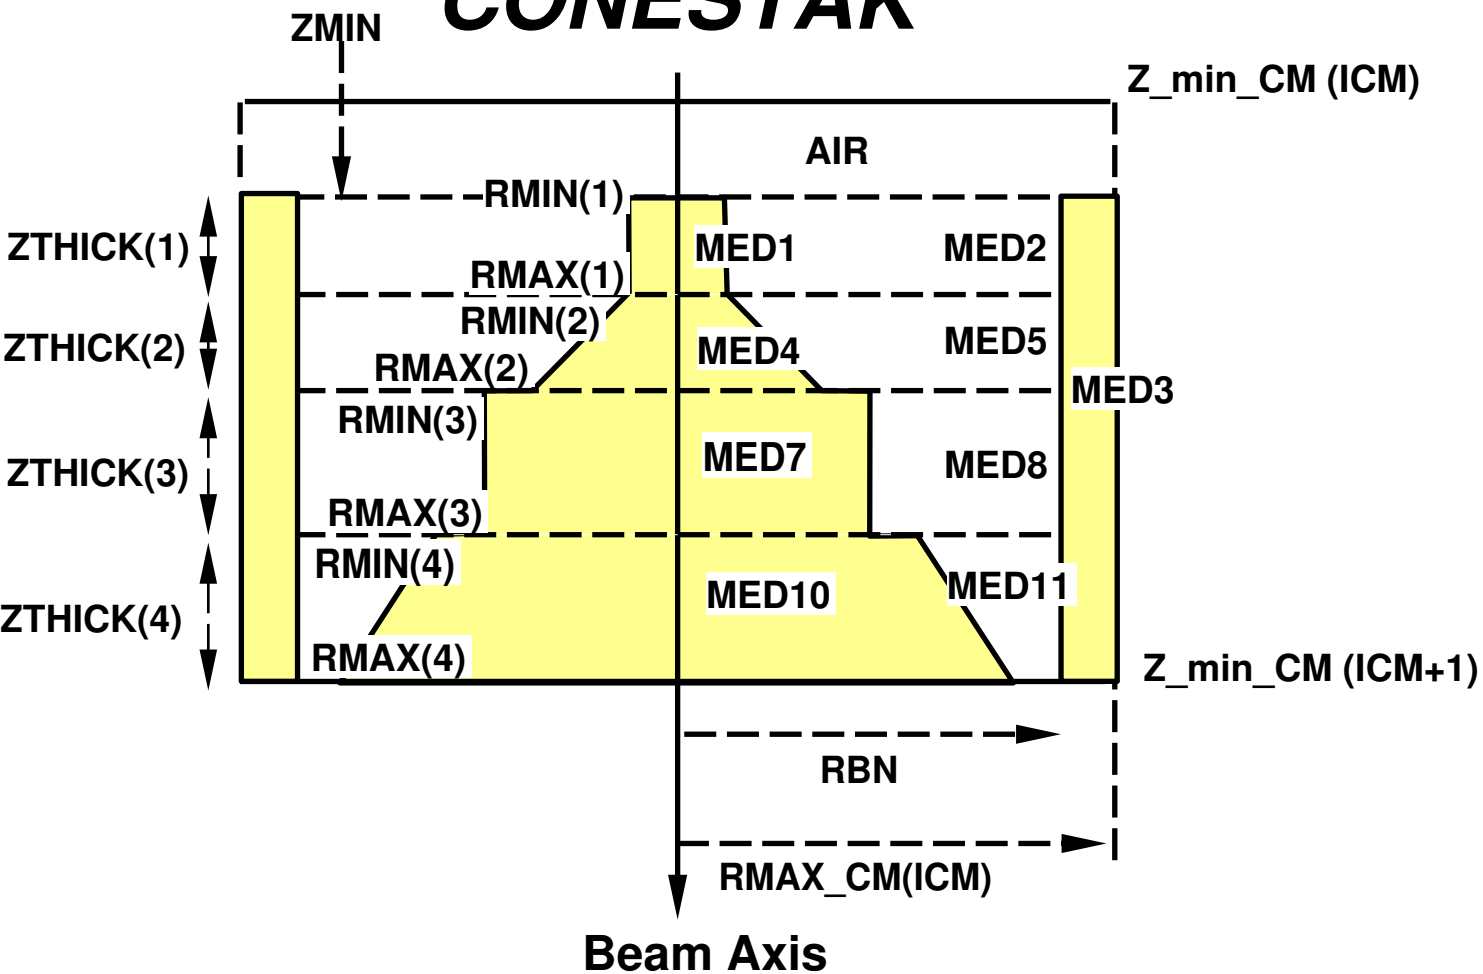 CONESTAK
ZMIN
Z_min_CM (ICM)
AIR
RMIN(1)
ZTHICK(1)
MED1
MED2
RMAX(1)
RMIN(2)
ZTHICK(2)
MED4
MED5
RMAX(2)
MED3
RMIN(3)
ZTHICK(3)
MED7
MED8
RMAX(3)
RMIN(4)
MED10
MED11
ZTHICK(4)
RMAX(4)
Z_min_CM (ICM+1)
RBN
RMAX_CM(ICM)
Beam Axis